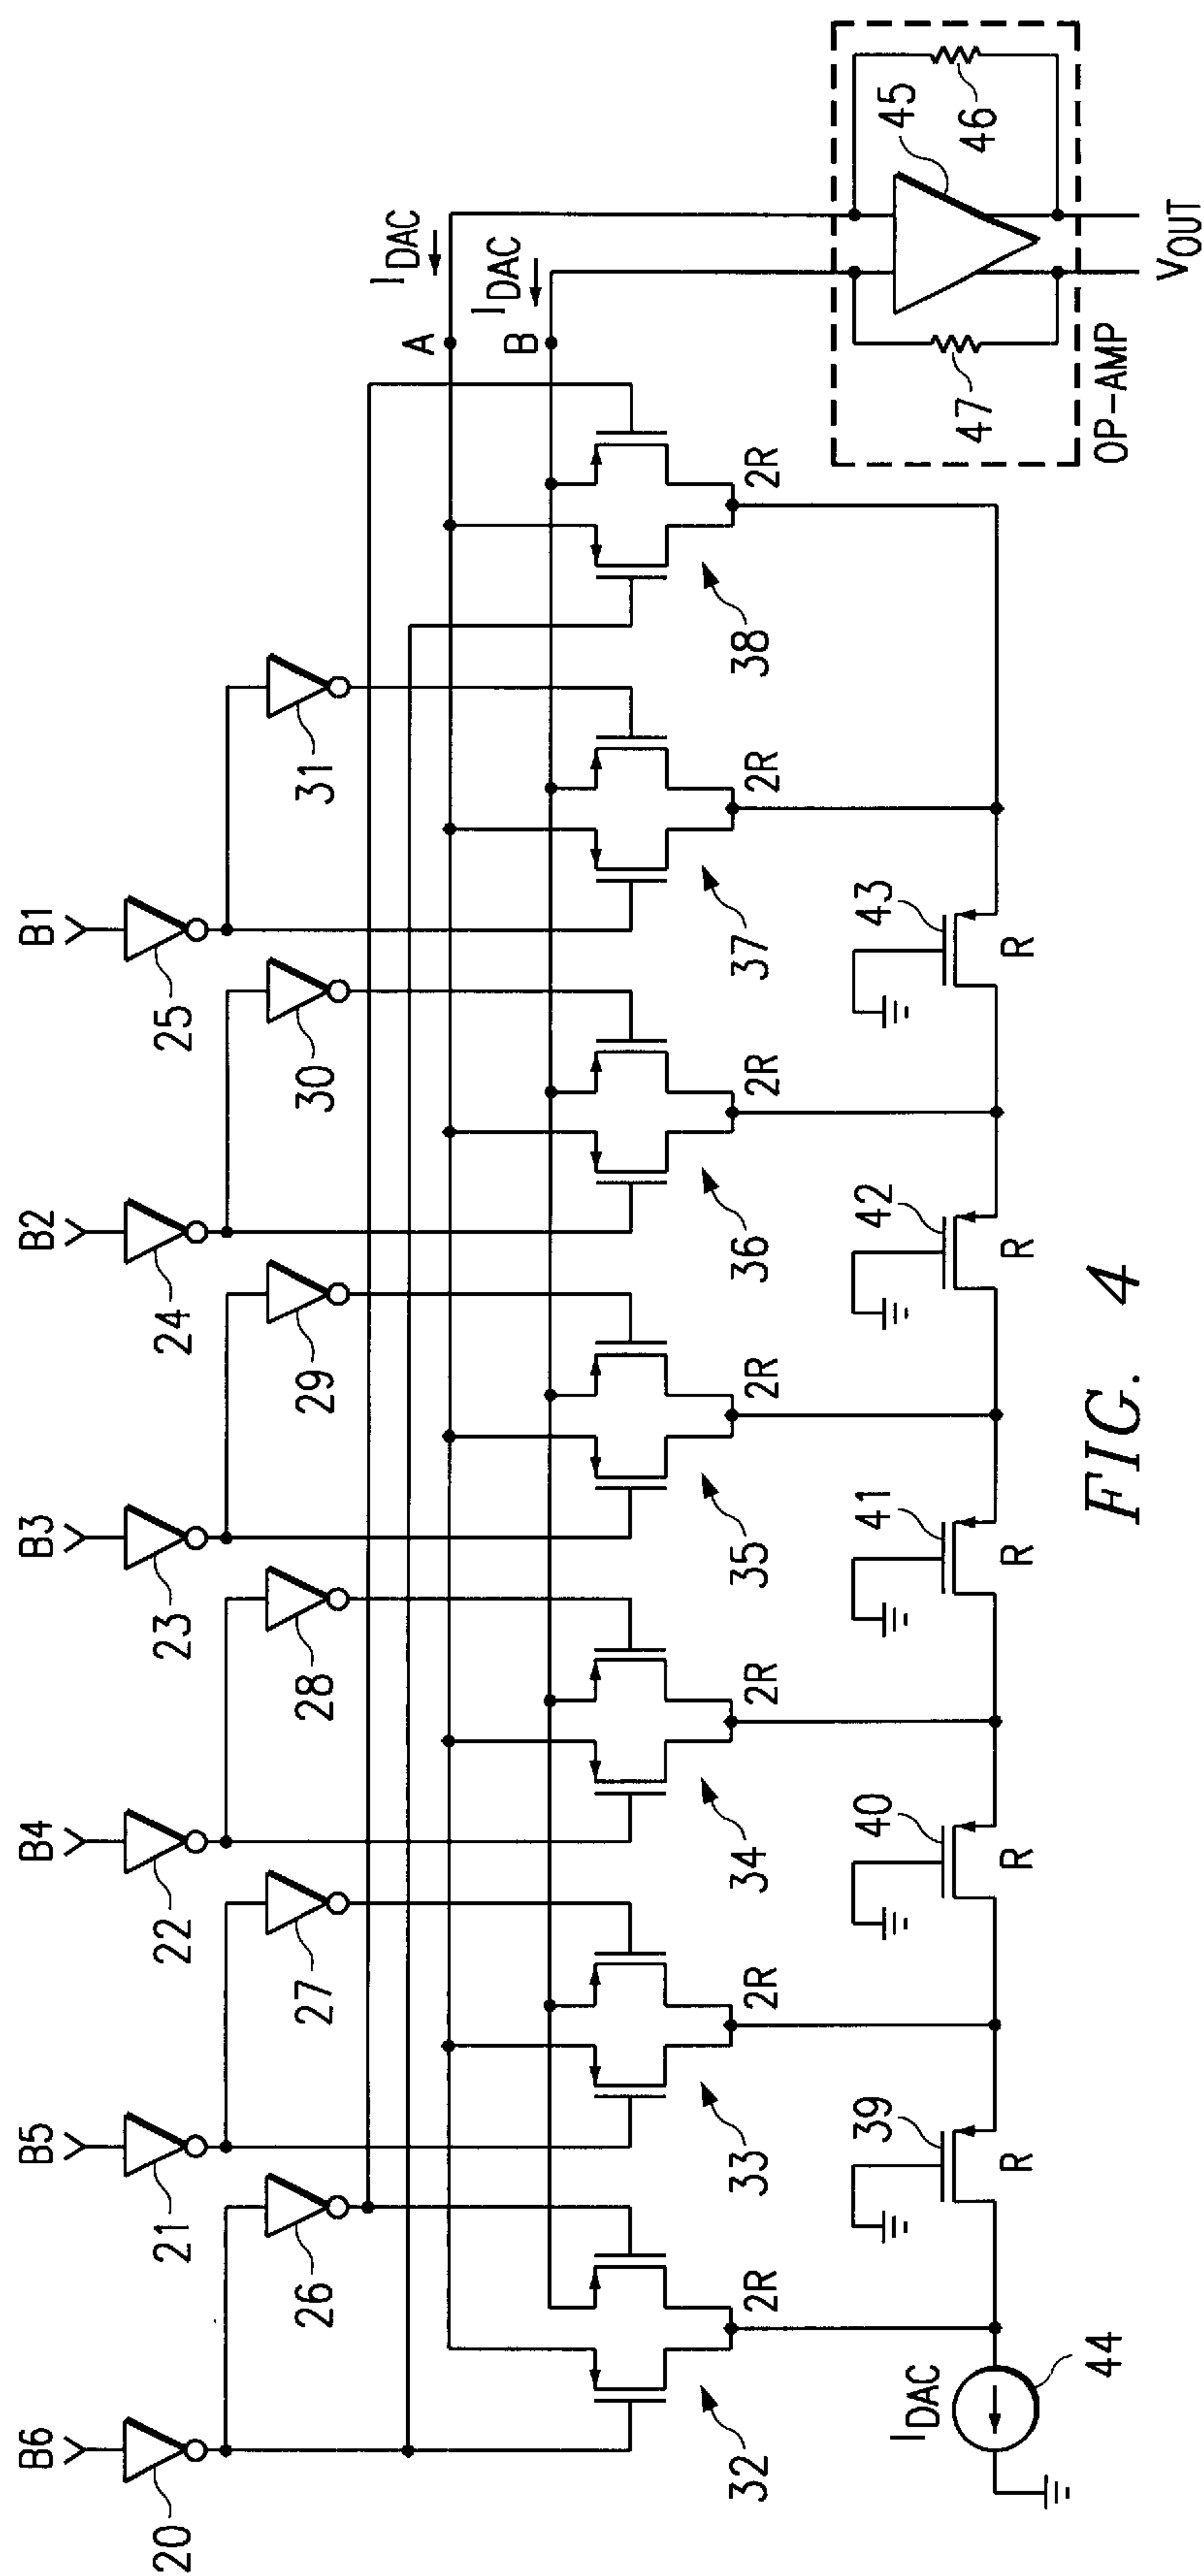 B6
B5
B4
B3
B2
B1
20
21
22
23
24
25
26
27
28
29
30
31
A
I_DAC
B
I_DAC
2R
2R
2R
2R
2R
2R
2R
32
33
34
35
36
37
38
39
40
41
42
43
R
R
R
R
R
I_DAC
44
45
46
47
OP-AMP
V_OUT
FIG. 4